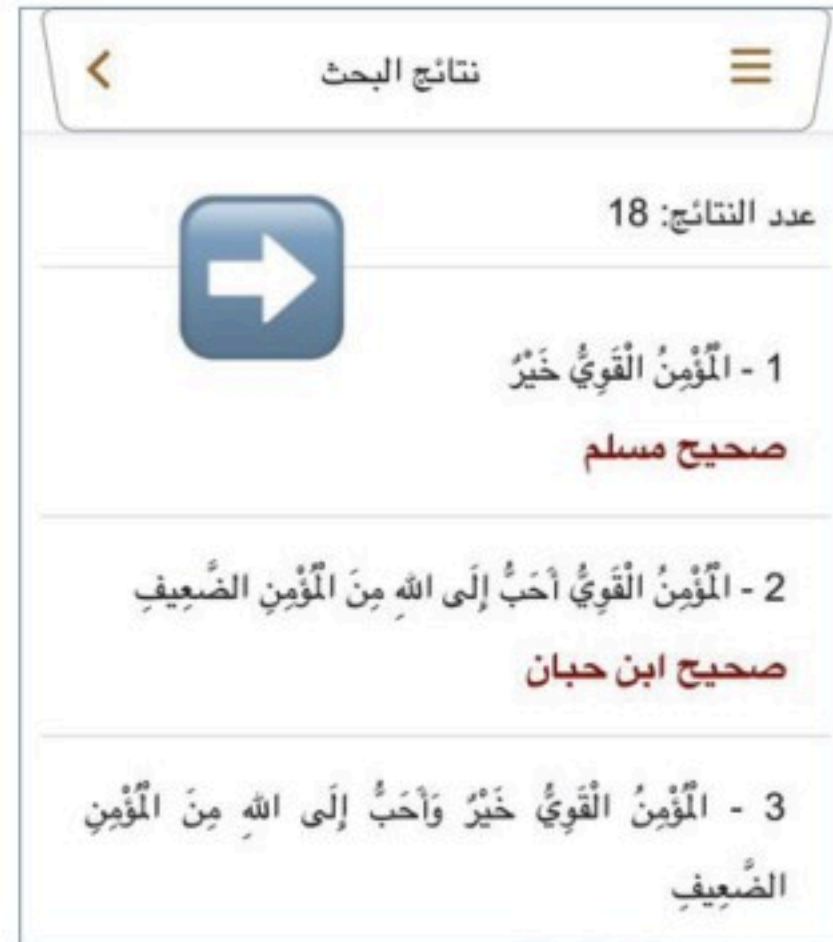 نتائج البحث
عدد النتائج: 18
1 - الْمُؤْمِنُ الْقَوِيُّ خَيْرٌ
صحيح مسلم
2 - الْمُؤْمِنُ الْقَوِيُّ أَحَبُّ إِلَى اللهِ مِنَ الْمُؤْمِنِ الضَّعِيفِ
صحيح ابن حبان
3 - الْمُؤْمِنُ الْقَوِيُّ خَيْرٌ وَأَحَبُّ إِلَى اللهِ مِنَ الْمُؤْمِنِ
الضَّعِيفِ